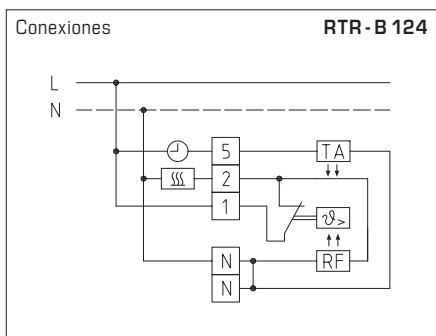 Conexiones RTR-B 124
L
N
5 TA
2
1 ϑ>
N RF
N